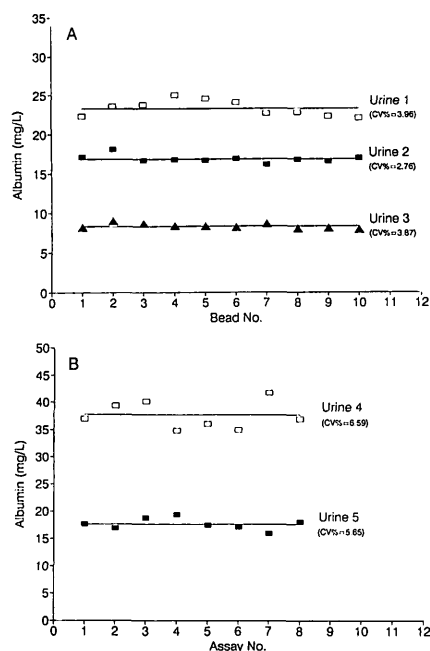 A
35
30
25
20
15
10
5
0
Albumin (mg/L)
Urine 1
(CV%=3.96)
Urine 2
(CV%=2.76)
Urine 3
(CV%=3.87)
0 1 2 3 4 5 6 7 8 9 10 11 12
Bead No.
B
50
45
40
35
30
25
20
15
10
5
0
Albumin (mg/L)
Urine 4
(CV%=6.59)
Urine 5
(CV%=5.65)
0 1 2 3 4 5 6 7 8 9 10 11 12
Assay No.